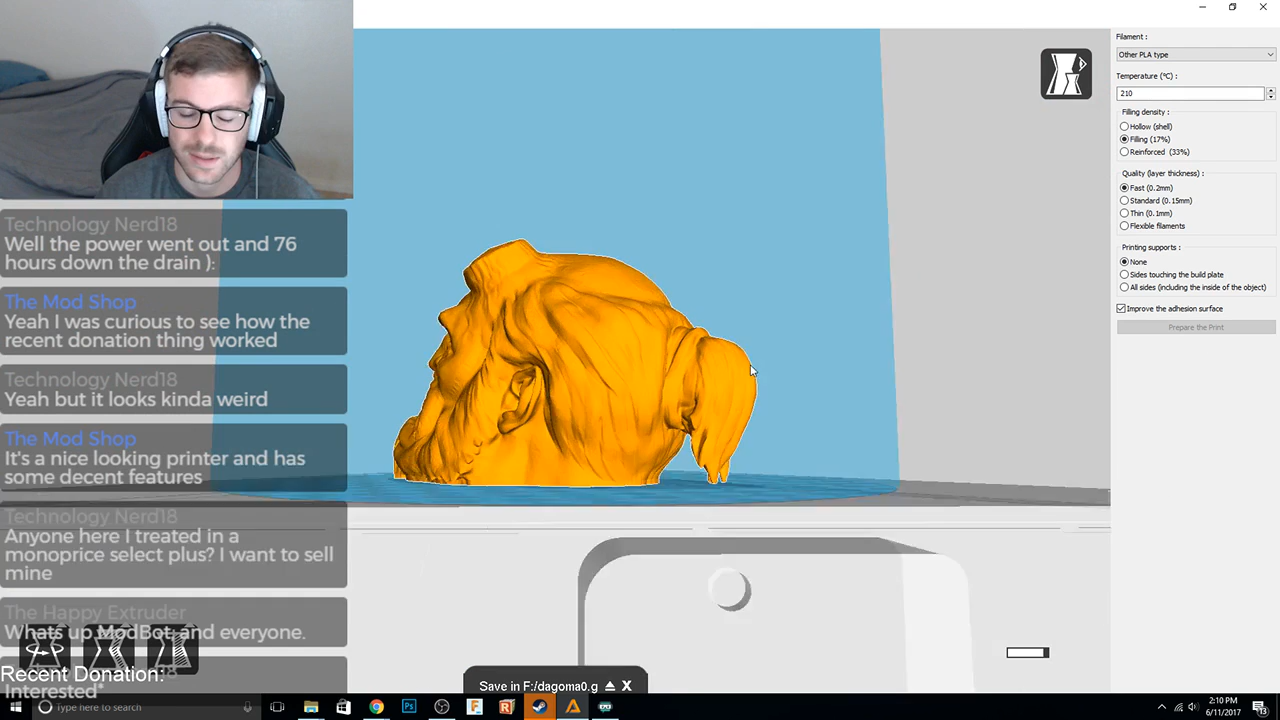 Technology Nerd18
Well the power went out and 76
hours down the drain ):
The Mod Shop
Yeah I was curious to see how the
recent donation thing worked
Technology Nerd18
Yeah but it looks kinda weird
The Mod Shop
It's a nice looking printer and has
some decent features
Technology Nerd18
Anyone here I treated in a
monoprice select plus? I want to sell
mine
The Happy Extruder
Whats up ModBot, and everyone.
Recent Donation:
Interested*
Filament :
Other PLA type
Temperature (°C) :
210
Filling density :
Hollow (shell)
Filling (17%)
Reinforced (33%)
Quality (layer thickness) :
Fast (0.2mm)
Standard (0.15mm)
Thin (0.1mm)
Flexible filaments
Printing supports :
None
Sides touching the build plate
All sides (including the inside of the object)
Improve the adhesion surface
Prepare the Print
Save in F:/dagoma0.g
Type here to search
2:10 PM
6/11/2017